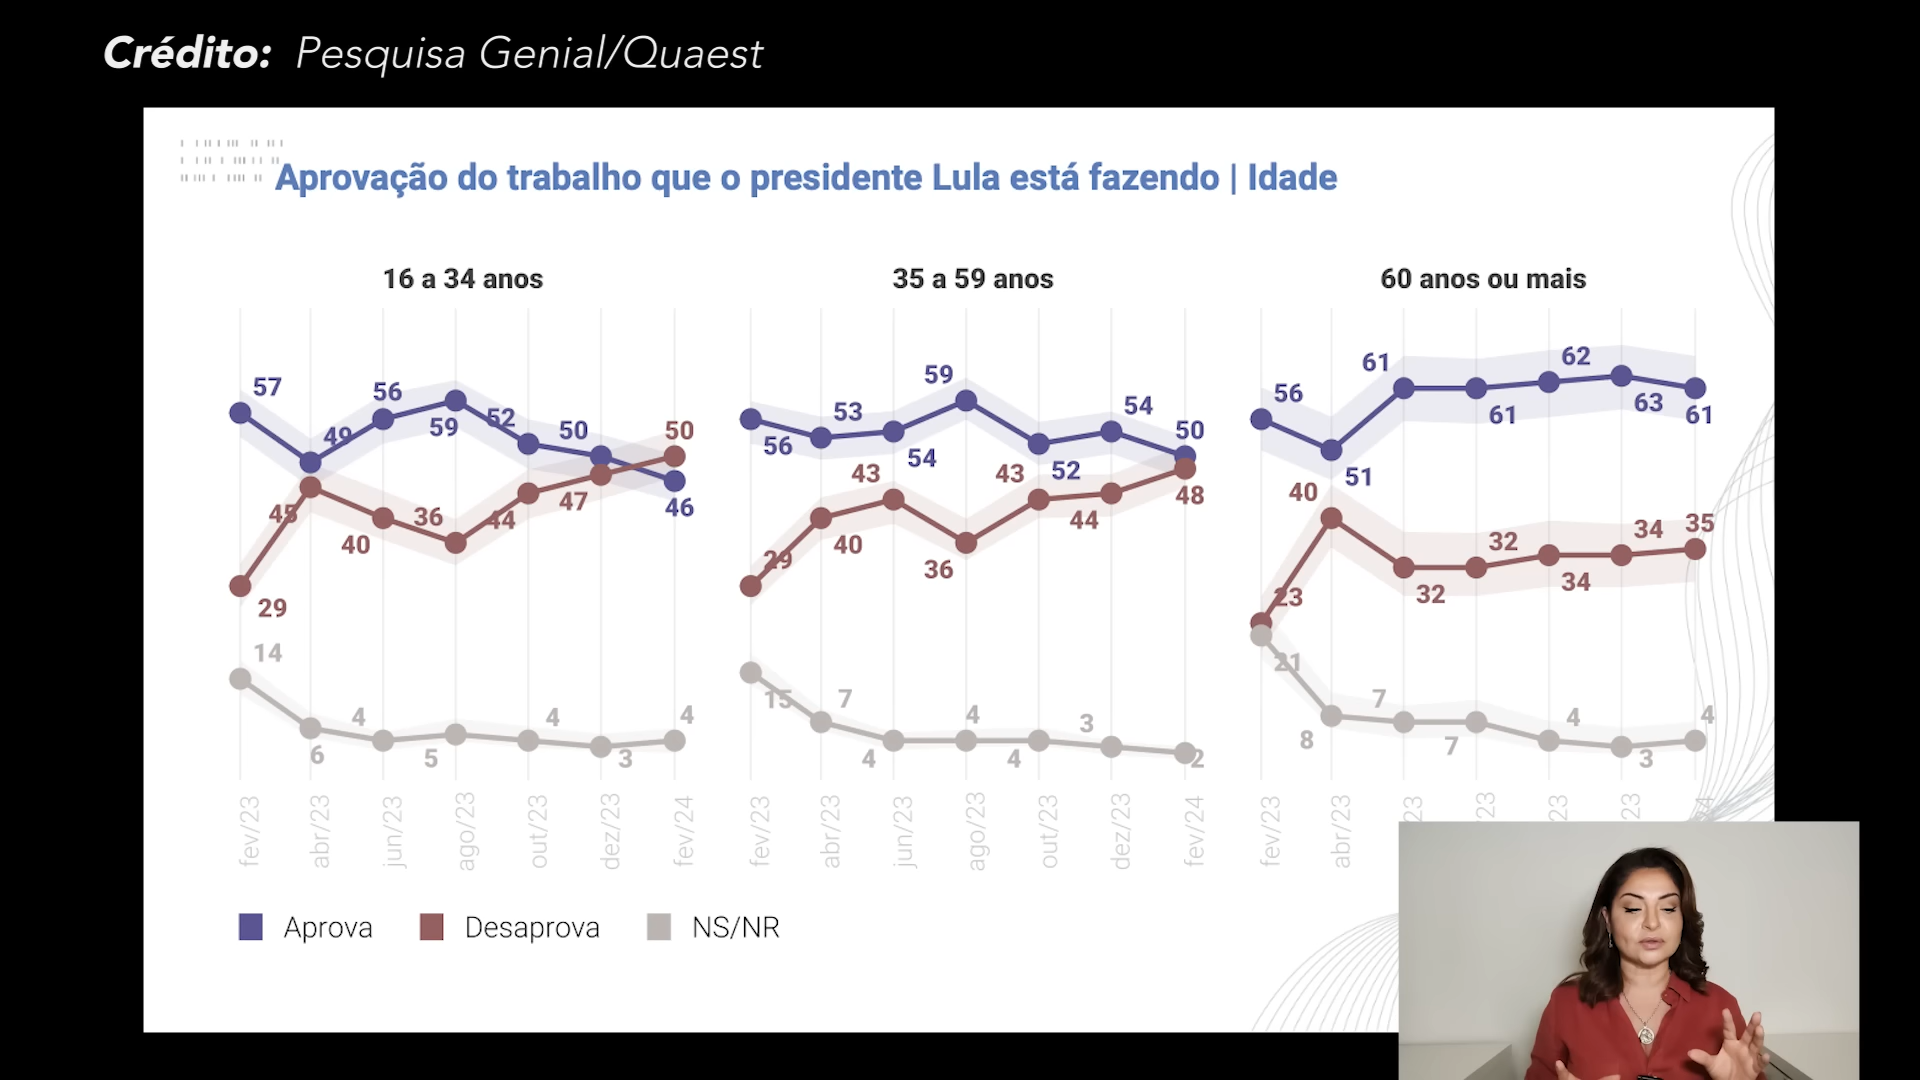 Crédito: Pesquisa Genial/Quaest
Aprovação do trabalho que o presidente Lula está fazendo | Idade
16 a 34 anos
57 49 56 59 52 50 46
29 45 40 36 44 47 50
14 6 4 5 4 3 4
fev/23 abr/23 jun/23 ago/23 out/23 dez/23 fev/24
35 a 59 anos
56 53 54 59 52 54 50
29 40 43 36 43 44 48
15 7 4 4 4 3 2
fev/23 abr/23 jun/23 ago/23 out/23 dez/23 fev/24
60 anos ou mais
56 51 61 61 62 63 61
23 40 32 32 34 34 35
21 8 7 7 4 3 4
fev/23 abr/23 23 23 23 23
Aprova Desaprova NS/NR